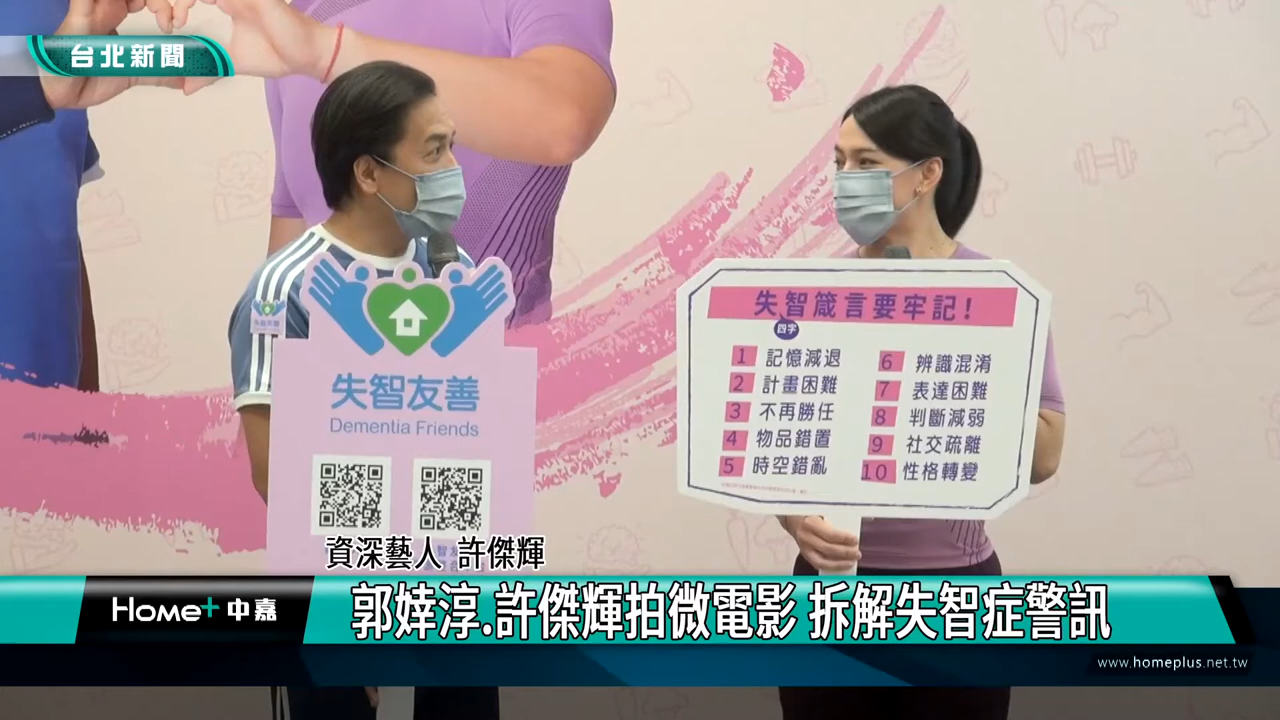 台北新聞
失智友善
失智友善
Dementia Friends
失智箴言要牢記!
四字
1 記憶減退
2 計畫困難
3 不再勝任
4 物品錯置
5 時空錯亂
6 辨識混淆
7 表達困難
8 判斷減弱
9 社交疏離
10 性格轉變
資深藝人 許傑輝
Home+ 中嘉
郭婞淳.許傑輝拍微電影 拆解失智症警訊
www.homeplus.net.tw